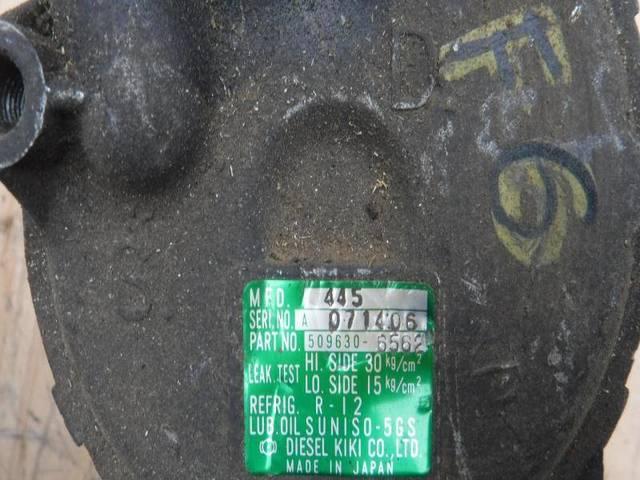 D
F
6
MFD. 445
SERI.NO. A 071406
PART NO. 509630-6562
LEAK.TEST HI. SIDE 30 kg/cm²
LO. SIDE 15 kg/cm²
REFRIG. R-12
LUB.OIL SUNISO-5GS
DIESEL KIKI CO., LTD.
MADE IN JAPAN